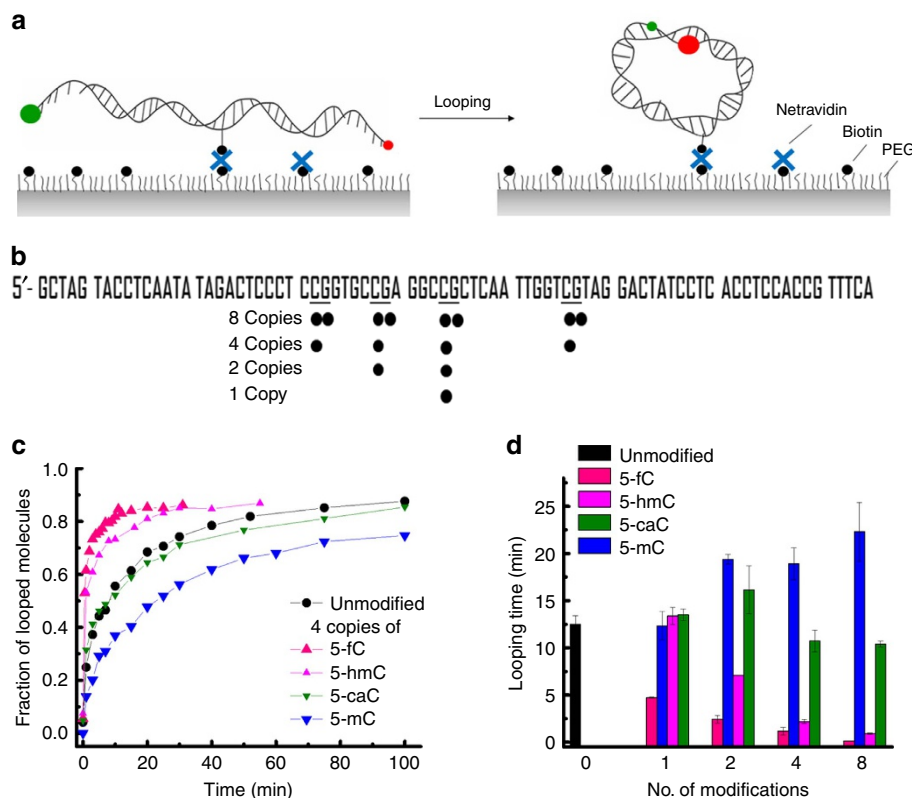 a
Looping
Netravidin
Biotin
PEG
b
5′- GCTAG TACCTCAATA TAGACTCCCT CCGGTGCCGA GGCCGCTCAA TTGGTCGTAG GACTATCCTC ACCTCCACCG TTTCA
8 Copies
4 Copies
2 Copies
1 Copy
c
Fraction of looped molecules
1.0
0.8
0.6
0.4
0.2
0.0
Unmodified
4 copies of
5-fC
5-hmC
5-caC
5-mC
0 20 40 60 80 100
Time (min)
d
Unmodified
5-fC
5-hmC
5-caC
5-mC
Looping time (min)
25
20
15
10
5
0
0 1 2 4 8
No. of modifications